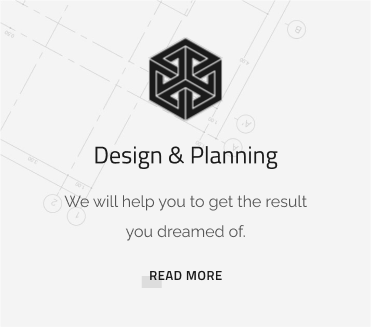 Design & Planning
We will help you to get the result
you dreamed of.
READ MORE